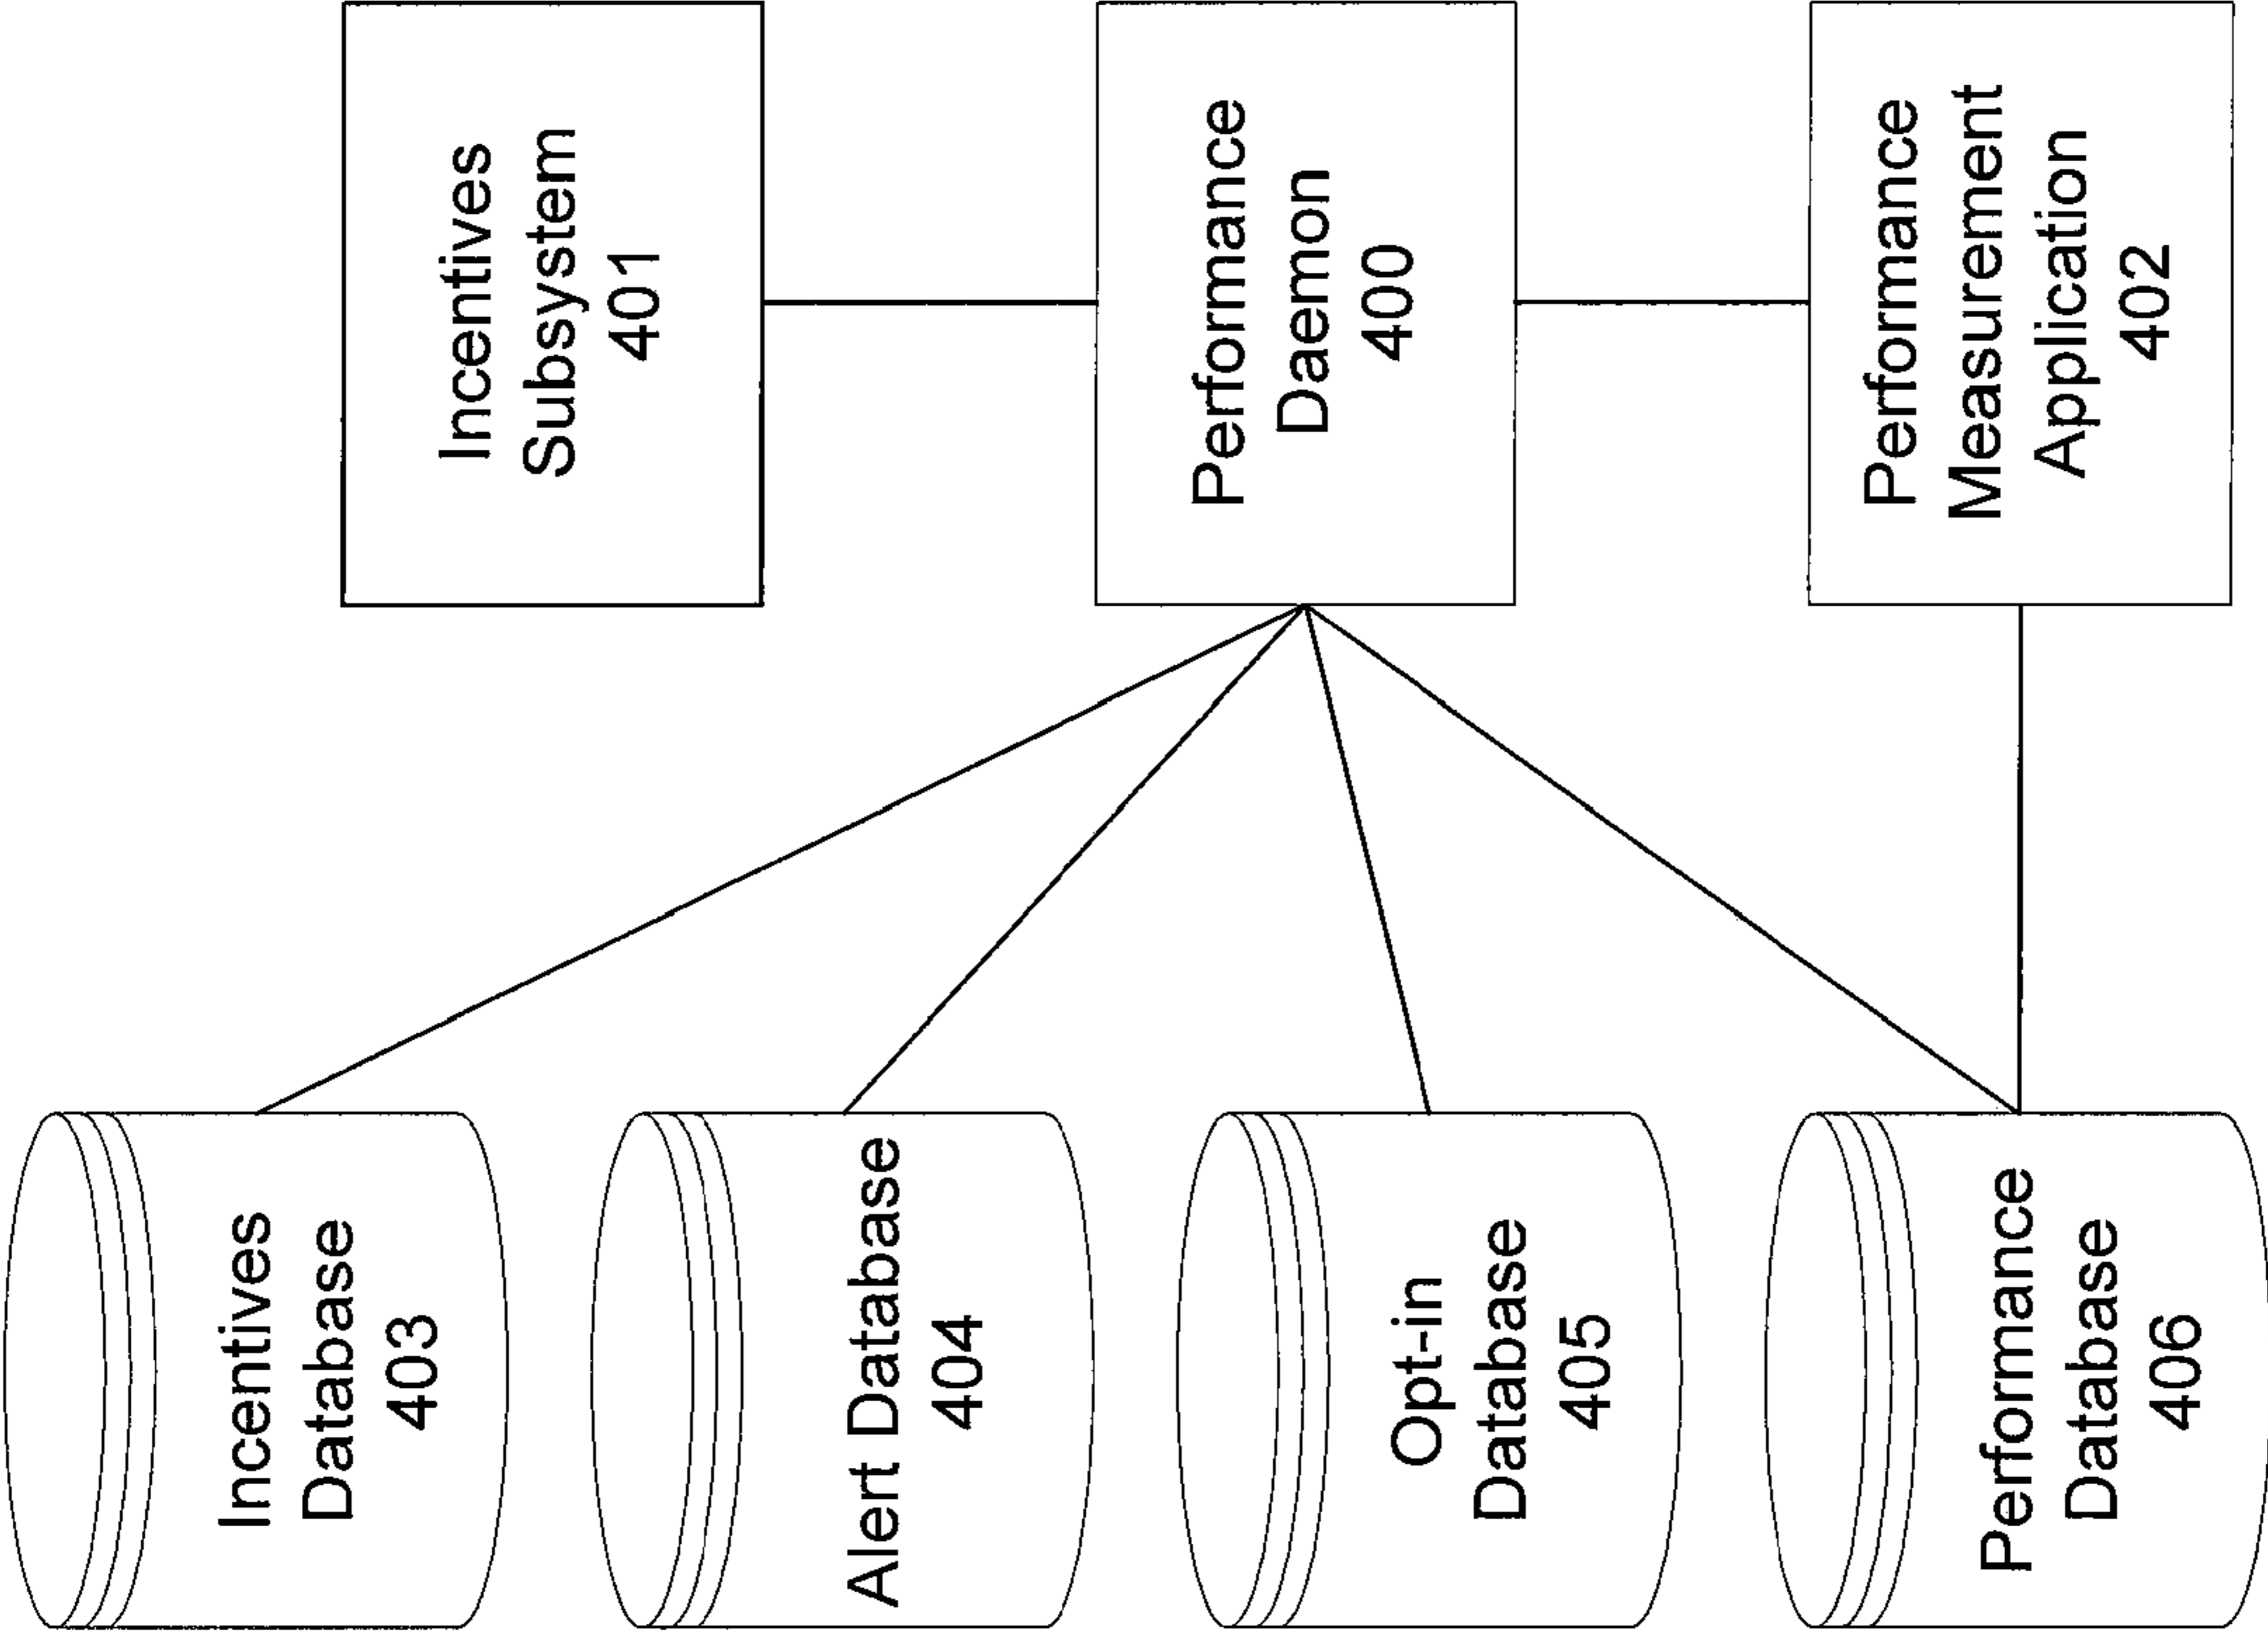 Incentives
Subsystem
401
Performance
Daemon
400
Performance
Measurement
Application
402
Incentives
Database
403
Alert Database
404
Opt-in
Database
405
Performance
Database
406